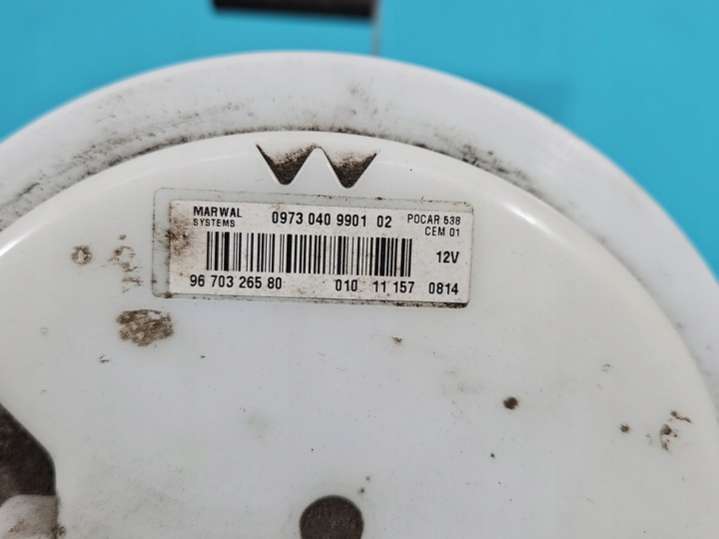 MARWAL
SYSTEMS
0973 040 9901 02
POCAR 538
CEM 01
12V
96 703 265 80
010 11 157 0814